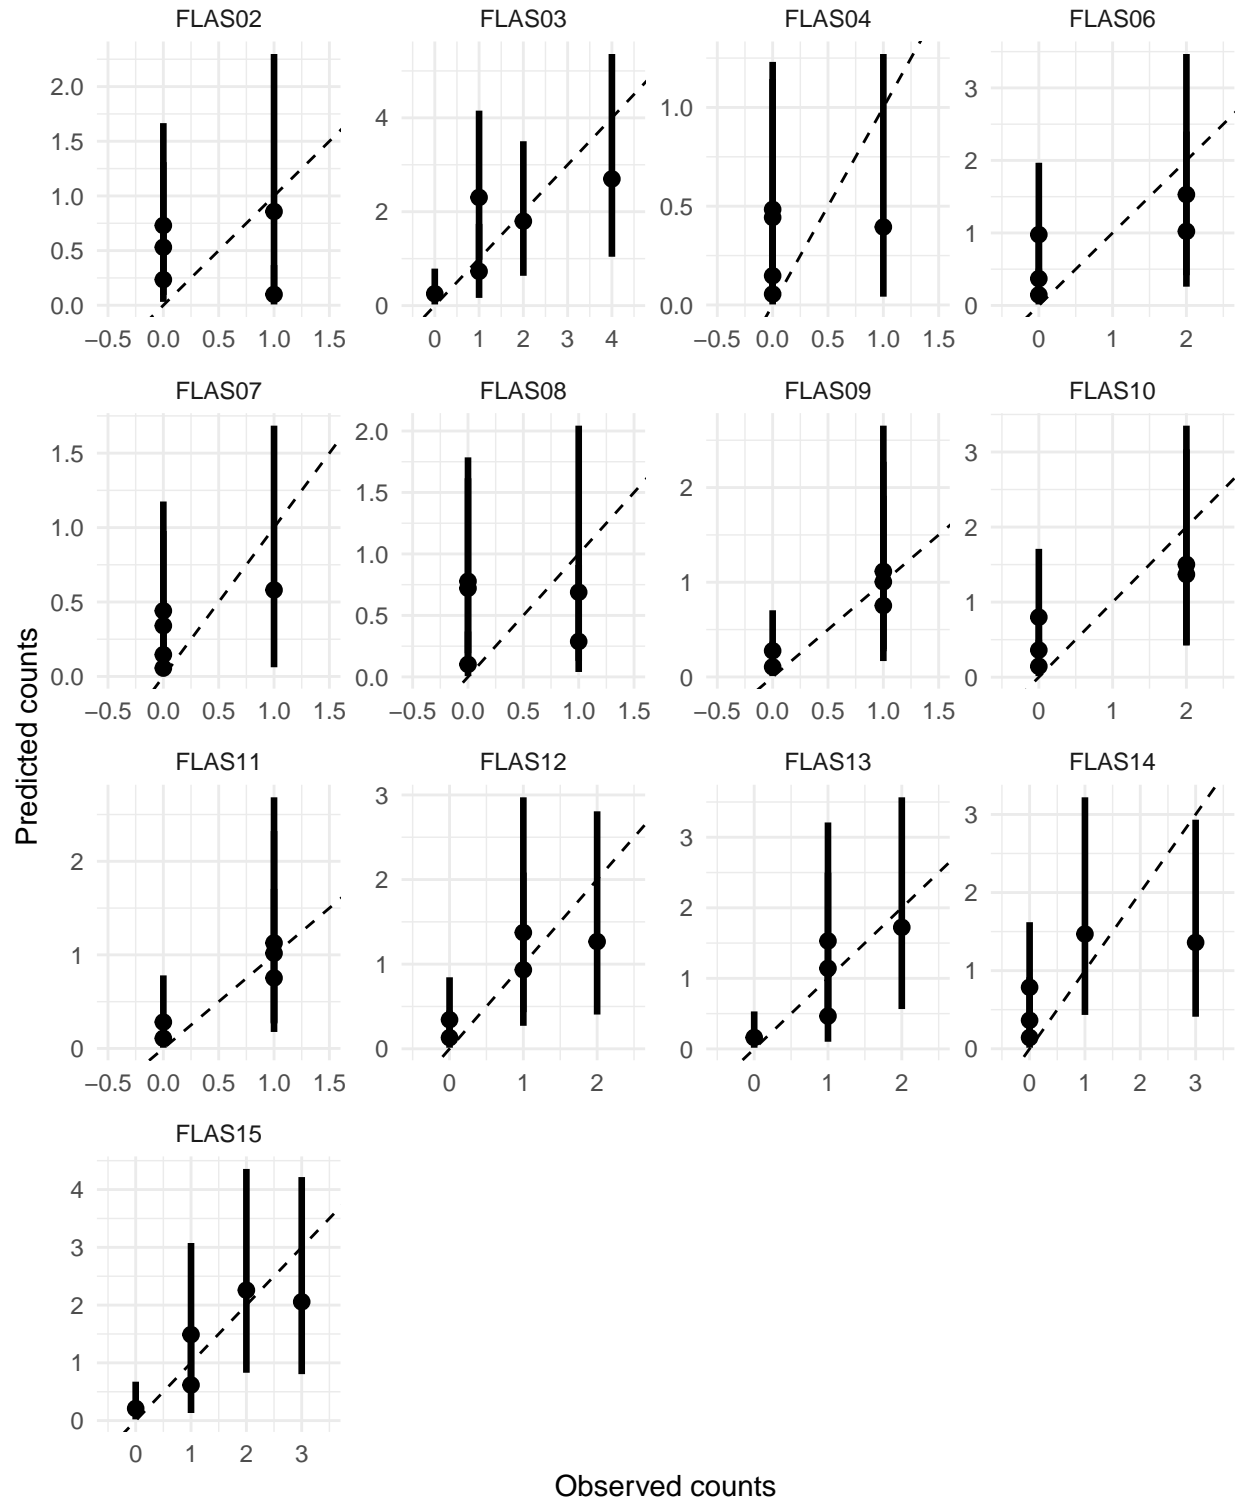 FLAS02 FLAS03 FLAS04 FLAS06
2.0
1.5
1.0
0.5
0.0
−0.5 0.0 0.5 1.0 1.5
4
2
0
0 1 2 3 4
1.0
0.5
0.0
−0.5 0.0 0.5 1.0 1.5
3
2
1
0
0 1 2
FLAS07 FLAS08 FLAS09 FLAS10
1.5
1.0
0.5
0.0
−0.5 0.0 0.5 1.0 1.5
2.0
1.5
1.0
0.5
0.0
−0.5 0.0 0.5 1.0 1.5
2
1
0
−0.5 0.0 0.5 1.0 1.5
3
2
1
0
0 1 2
Predicted counts
FLAS11 FLAS12 FLAS13 FLAS14
2
1
0
−0.5 0.0 0.5 1.0 1.5
3
2
1
0
0 1 2
3
2
1
0
0 1 2
3
2
1
0
0 1 2 3
FLAS15
4
3
2
1
0
0 1 2 3
Observed counts